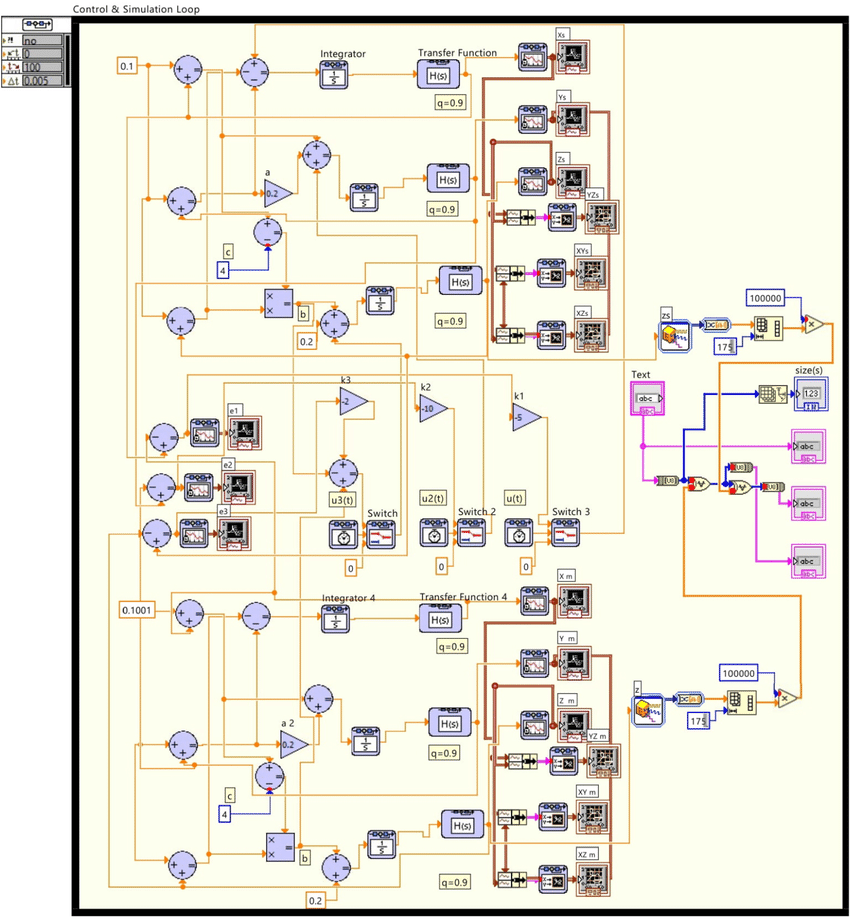 Control & Simulation Loop
no
0
100
Δt 0.005
Xs
Integrator
Transfer Function
0.1
H(s)
q=0.9
Ys
a
0.2
Zs
H(s)
q=0.9
YZs
c
4
XYs
H(s)
q=0.9
b
0.2
XZs
zs
100000
175
Text
abc
size(s)
123
k3
-2
k2
-10
k1
-5
abc
e1
e2
e3
u3(t)
Switch
u2(t)
Switch 2
u(t)
Switch 3
0
0
0
abc
abc
X m
Integrator 4
Transfer Function 4
0.1001
H(s)
q=0.9
Y m
z
100000
175
Z m
a 2
0.2
H(s)
q=0.9
YZ m
c
4
XY m
H(s)
b
q=0.9
XZ m
0.2